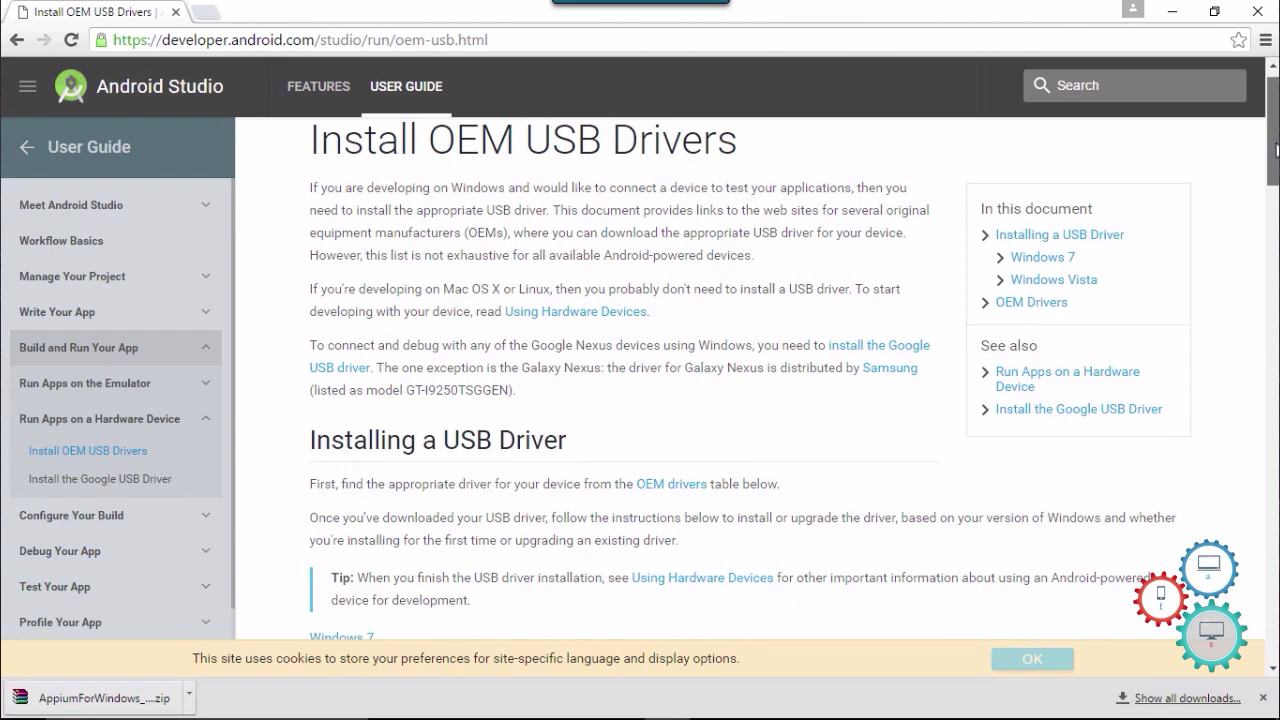 Install OEM USB Drivers |
https://developer.android.com/studio/run/oem-usb.html
Android Studio
FEATURES
USER GUIDE
Search
User Guide
Meet Android Studio
Workflow Basics
Manage Your Project
Write Your App
Build and Run Your App
Run Apps on the Emulator
Run Apps on a Hardware Device
Install OEM USB Drivers
Install the Google USB Driver
Configure Your Build
Debug Your App
Test Your App
Profile Your App
Install OEM USB Drivers
If you are developing on Windows and would like to connect a device to test your applications, then you
need to install the appropriate USB driver. This document provides links to the web sites for several original
equipment manufacturers (OEMs), where you can download the appropriate USB driver for your device.
However, this list is not exhaustive for all available Android-powered devices.
If you're developing on Mac OS X or Linux, then you probably don't need to install a USB driver. To start
developing with your device, read Using Hardware Devices.
To connect and debug with any of the Google Nexus devices using Windows, you need to install the Google
USB driver. The one exception is the Galaxy Nexus: the driver for Galaxy Nexus is distributed by Samsung
(listed as model GT-I9250TSGGEN).
Installing a USB Driver
First, find the appropriate driver for your device from the OEM drivers table below.
Once you've downloaded your USB driver, follow the instructions below to install or upgrade the driver, based on your version of Windows and whether
you're installing for the first time or upgrading an existing driver.
Tip: When you finish the USB driver installation, see Using Hardware Devices for other important information about using an Android-powered
device for development.
Windows 7
In this document
Installing a USB Driver
Windows 7
Windows Vista
OEM Drivers
See also
Run Apps on a Hardware
Device
Install the Google USB Driver
a
t
s
This site uses cookies to store your preferences for site-specific language and display options.
OK
AppiumForWindows_....zip
Show all downloads...